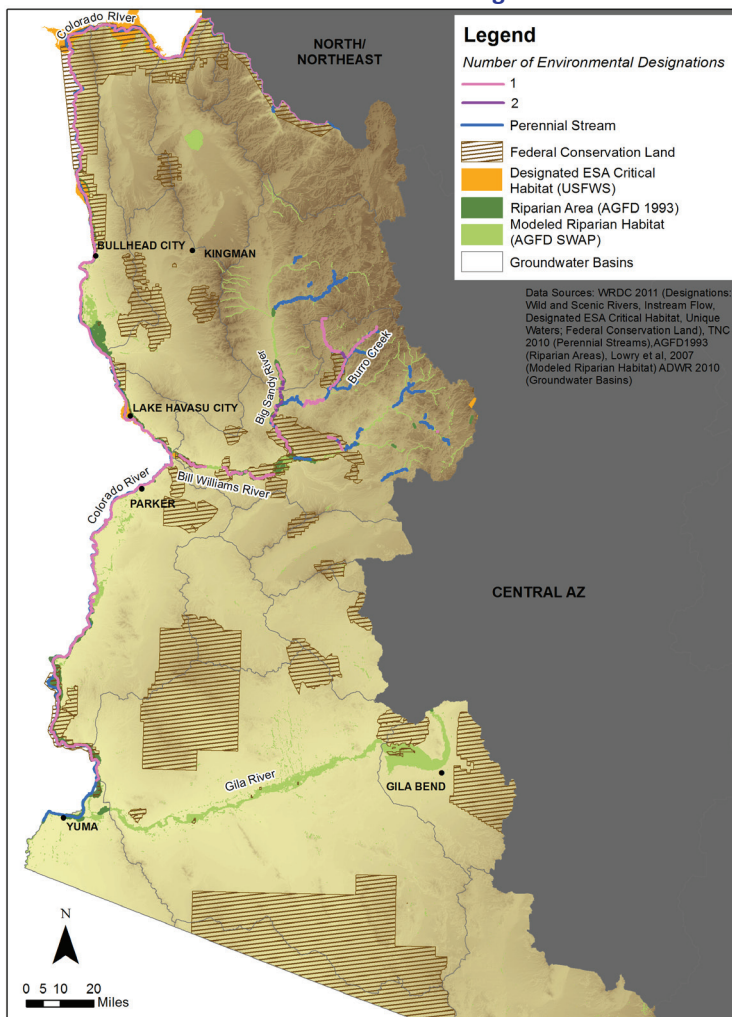 Colorado River
NORTH/
NORTHEAST
Legend
Number of Environmental Designations
1
2
Perennial Stream
Federal Conservation Land
Designated ESA Critical
Habitat (USFWS)
Riparian Area (AGFD 1993)
Modeled Riparian Habitat
(AGFD SWAP)
Groundwater Basins
Data Sources: WRDC 2011 (Designations:
Wild and Scenic Rivers, Instream Flow,
Designated ESA Critical Habitat, Unique
Waters; Federal Conservation Land), TNC
2010 (Perennial Streams),AGFD1993
(Riparian Areas), Lowry et al, 2007
(Modeled Riparian Habitat) ADWR 2010
(Groundwater Basins)
BULLHEAD CITY
KINGMAN
Big Sandy River
Burro Creek
LAKE HAVASU CITY
Colorado River
Bill Williams River
PARKER
CENTRAL AZ
Gila River
GILA BEND
YUMA
N
0 5 10 20
Miles